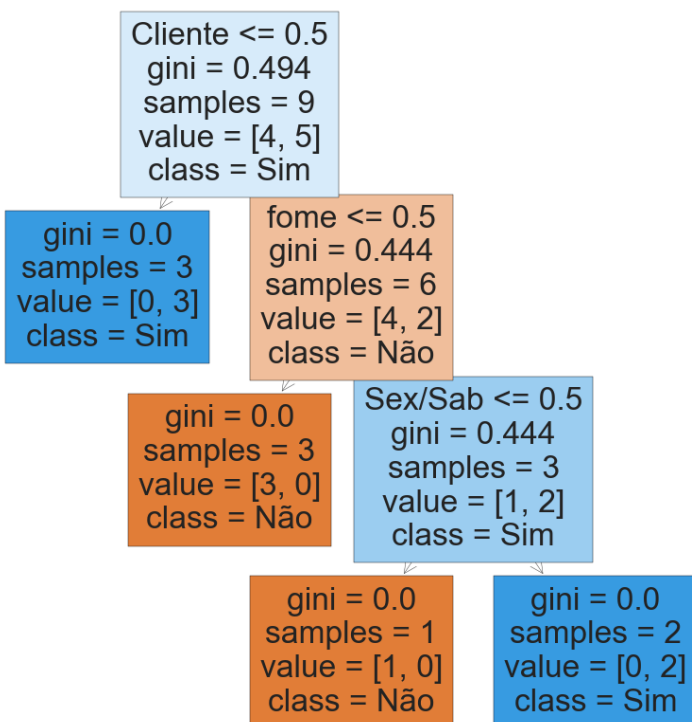 Cliente <= 0.5
gini = 0.494
samples = 9
value = [4, 5]
class = Sim
gini = 0.0
samples = 3
value = [0, 3]
class = Sim
fome <= 0.5
gini = 0.444
samples = 6
value = [4, 2]
class = Não
gini = 0.0
samples = 3
value = [3, 0]
class = Não
Sex/Sab <= 0.5
gini = 0.444
samples = 3
value = [1, 2]
class = Sim
gini = 0.0
samples = 1
value = [1, 0]
class = Não
gini = 0.0
samples = 2
value = [0, 2]
class = Sim